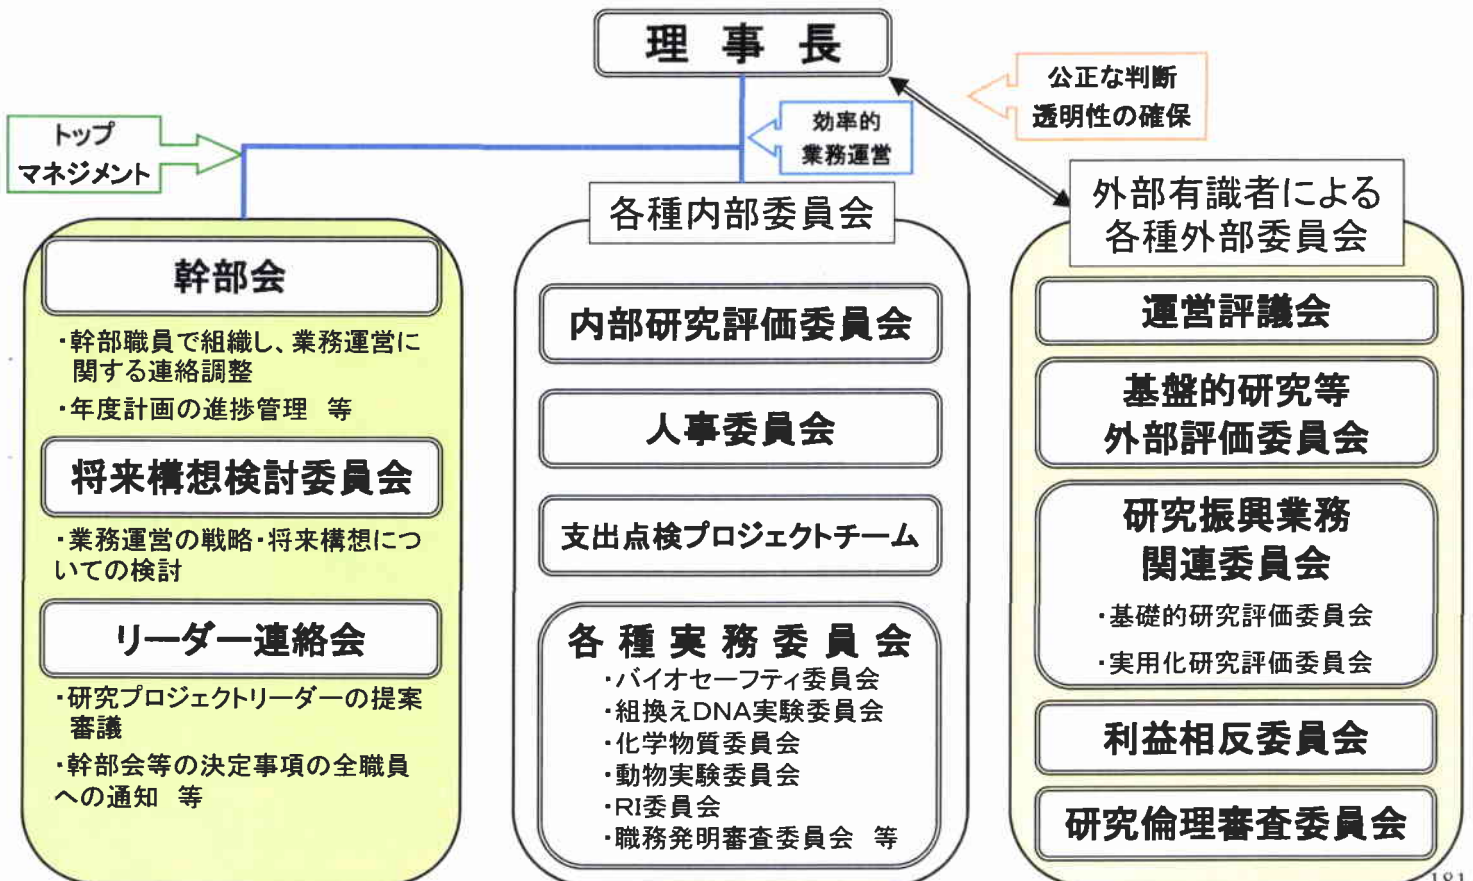 理 事 長
公正な判断
透明性の確保
トップ
マネジメント
効率的
業務運営
幹部会
・幹部職員で組織し、業務運営に
関する連絡調整
・年度計画の進捗管理 等
将来構想検討委員会
・業務運営の戦略・将来構想につ
いての検討
リーダー連絡会
・研究プロジェクトリーダーの提案
審議
・幹部会等の決定事項の全職員
への通知 等
各種内部委員会
内部研究評価委員会
人事委員会
支出点検プロジェクトチーム
各 種 実 務 委 員 会
・バイオセーフティ委員会
・組換えDNA実験委員会
・化学物質委員会
・動物実験委員会
・RI委員会
・職務発明審査委員会 等
外部有識者による
各種外部委員会
運営評議会
基盤的研究等
外部評価委員会
研究振興業務
関連委員会
・基礎的研究評価委員会
・実用化研究評価委員会
利益相反委員会
研究倫理審査委員会
181